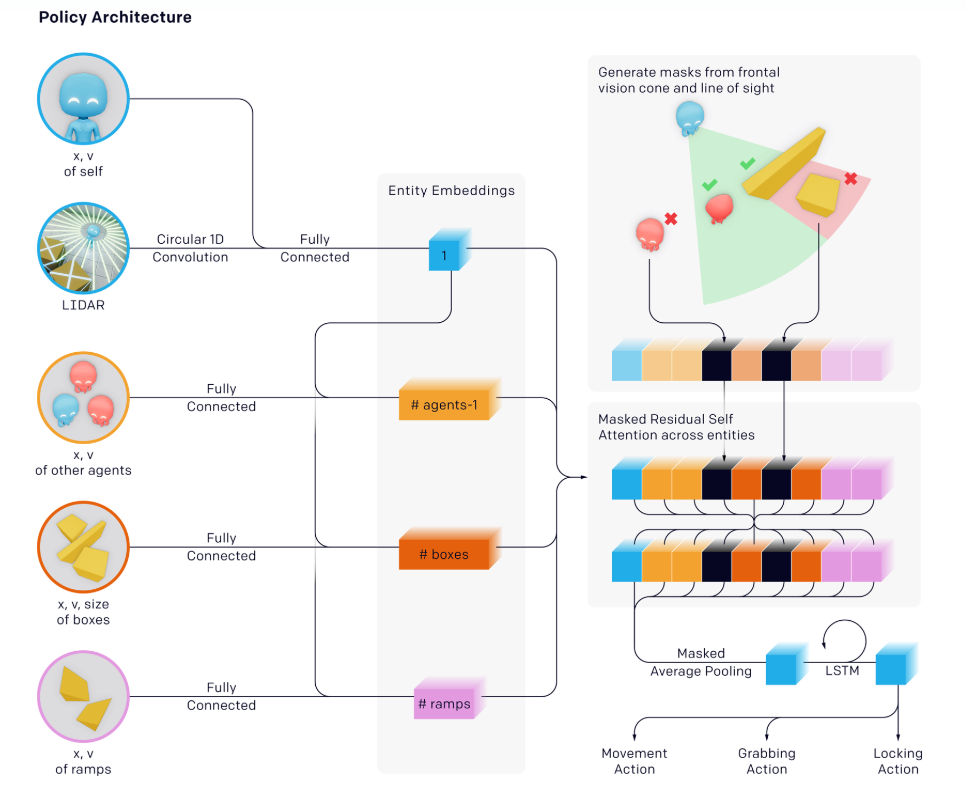 Policy Architecture
x, v
of self
Circular 1D
Convolution
Fully
Connected
LIDAR
Fully
Connected
x, v
of other agents
Fully
Connected
x, v, size
of boxes
Fully
Connected
x, v
of ramps
Entity Embeddings
1
# agents-1
# boxes
# ramps
Generate masks from frontal
vision cone and line of sight
Masked Residual Self
Attention across entities
Masked
Average Pooling
LSTM
Movement
Action
Grabbing
Action
Locking
Action